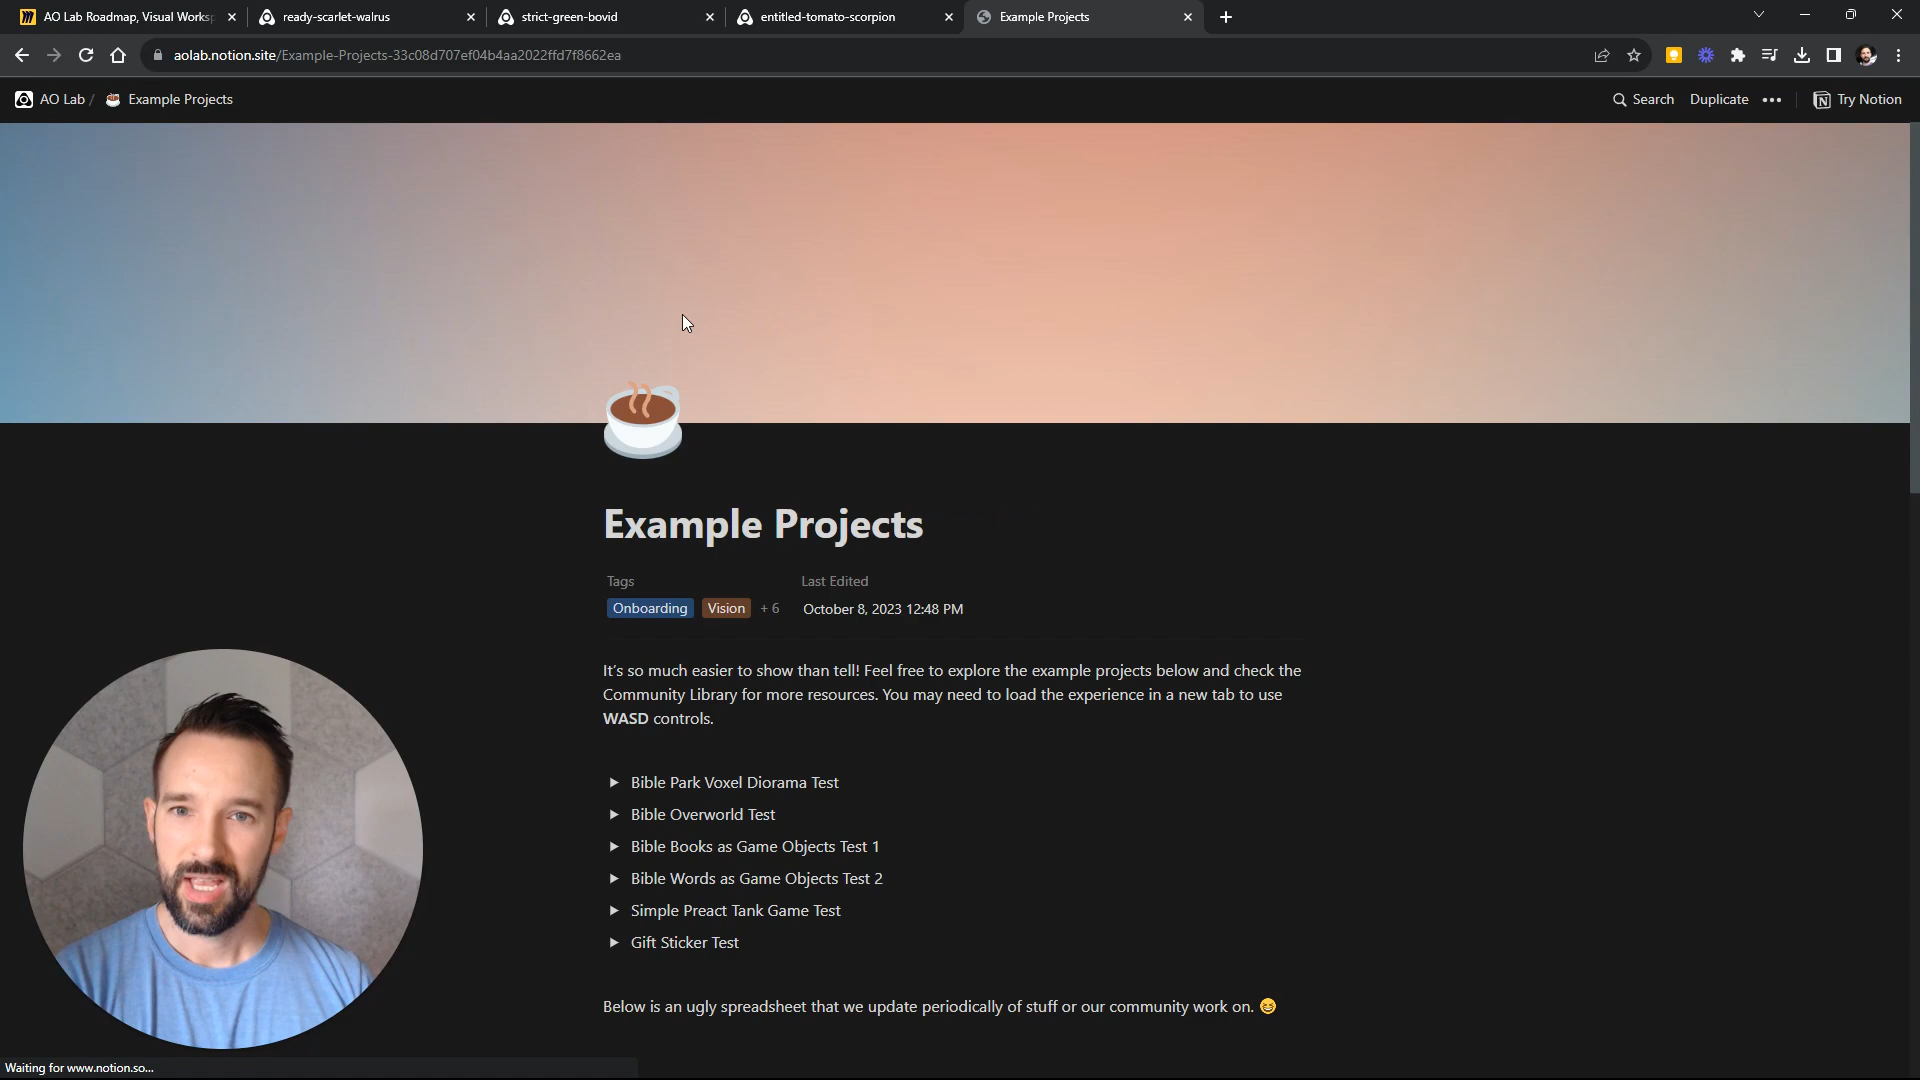 AO Lab Roadmap, Visual Worksp
ready-scarlet-walrus
strict-green-bovid
entitled-tomato-scorpion
Example Projects
aolab.notion.site/Example-Projects-33c08d707ef04b4aa2022ffd7f8662ea
AO Lab / Example Projects
Search Duplicate ••• Try Notion
Example Projects
Tags Last Edited
Onboarding Vision + 6 October 8, 2023 12:48 PM
It's so much easier to show than tell! Feel free to explore the example projects below and check the
Community Library for more resources. You may need to load the experience in a new tab to use
WASD controls.
Bible Park Voxel Diorama Test
Bible Overworld Test
Bible Books as Game Objects Test 1
Bible Words as Game Objects Test 2
Simple Preact Tank Game Test
Gift Sticker Test
Below is an ugly spreadsheet that we update periodically of stuff or our community work on. 😆
Waiting for www.notion.so...